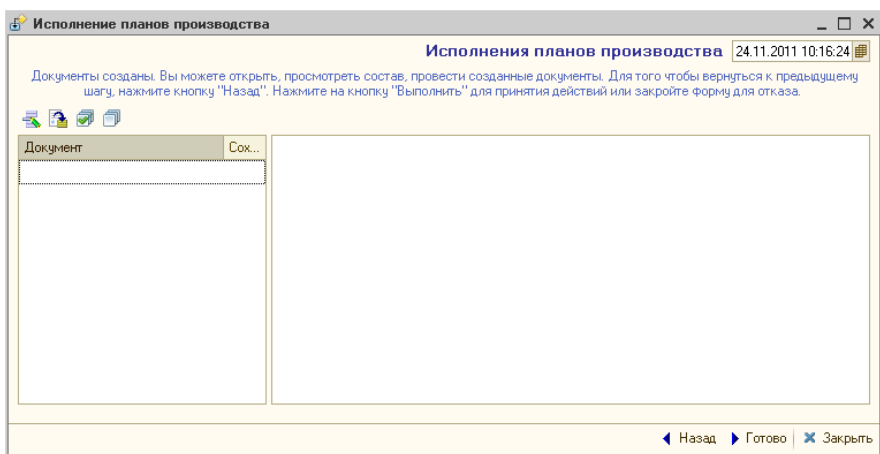 Исполнение планов производства
Исполнения планов производства 24.11.2011 10:16:24
Документы созданы. Вы можете открыть, просмотреть состав, провести созданные документы. Для того чтобы вернуться к предыдущему
шагу, нажмите кнопку "Назад". Нажмите на кнопку "Выполнить" для принятия действий или закройте форму для отказа.
Документ Сох...
Назад Готово Закрыть